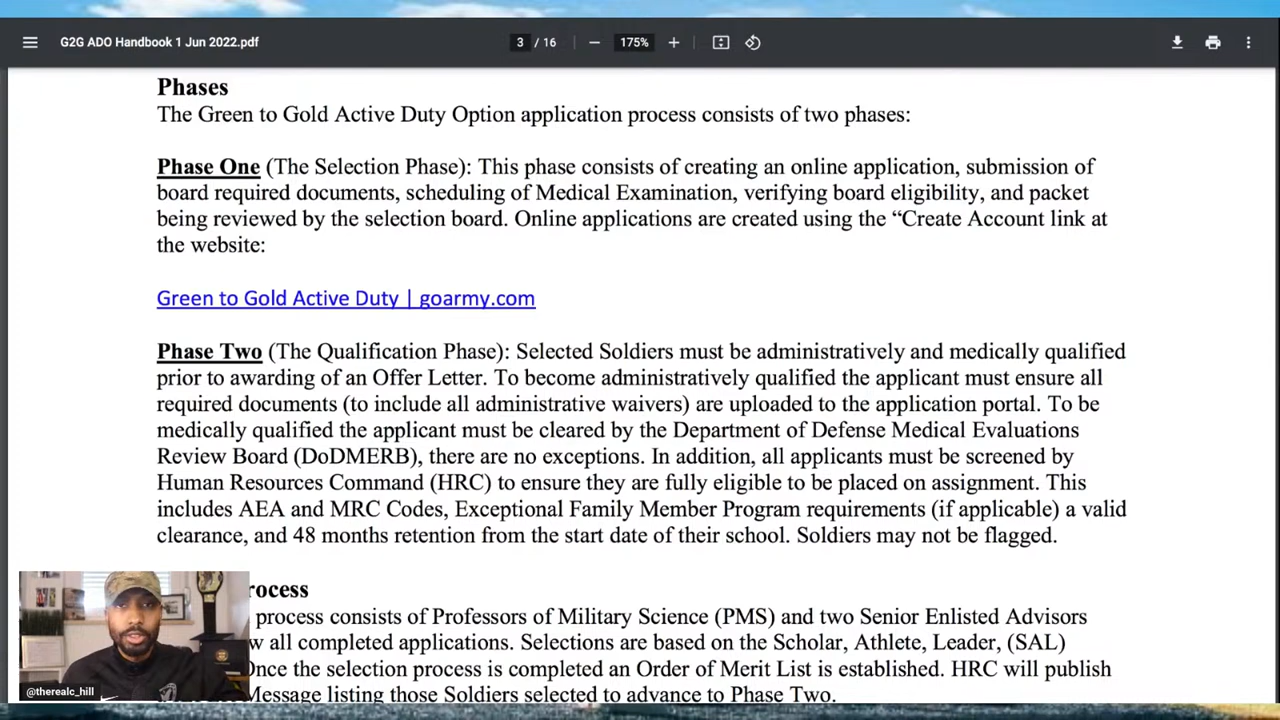 G2G ADO Handbook 1 Jun 2022.pdf
3 / 16
175%
Phases
The Green to Gold Active Duty Option application process consists of two phases:
Phase One (The Selection Phase): This phase consists of creating an online application, submission of
board required documents, scheduling of Medical Examination, verifying board eligibility, and packet
being reviewed by the selection board. Online applications are created using the “Create Account link at
the website:
Green to Gold Active Duty | goarmy.com
Phase Two (The Qualification Phase): Selected Soldiers must be administratively and medically qualified
prior to awarding of an Offer Letter. To become administratively qualified the applicant must ensure all
required documents (to include all administrative waivers) are uploaded to the application portal. To be
medically qualified the applicant must be cleared by the Department of Defense Medical Evaluations
Review Board (DoDMERB), there are no exceptions. In addition, all applicants must be screened by
Human Resources Command (HRC) to ensure they are fully eligible to be placed on assignment. This
includes AEA and MRC Codes, Exceptional Family Member Program requirements (if applicable) a valid
clearance, and 48 months retention from the start date of their school. Soldiers may not be flagged.
rocess
process consists of Professors of Military Science (PMS) and two Senior Enlisted Advisors
w all completed applications. Selections are based on the Scholar, Athlete, Leader, (SAL)
Once the selection process is completed an Order of Merit List is established. HRC will publish
Message listing those Soldiers selected to advance to Phase Two.
@therealc_hill